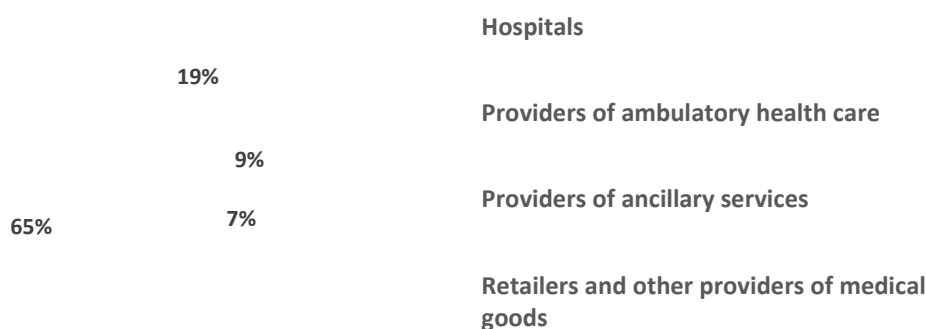 Hospitals
19%
Providers of ambulatory health care
9%
Providers of ancillary services
7%
65%
Retailers and other providers of medical
goods